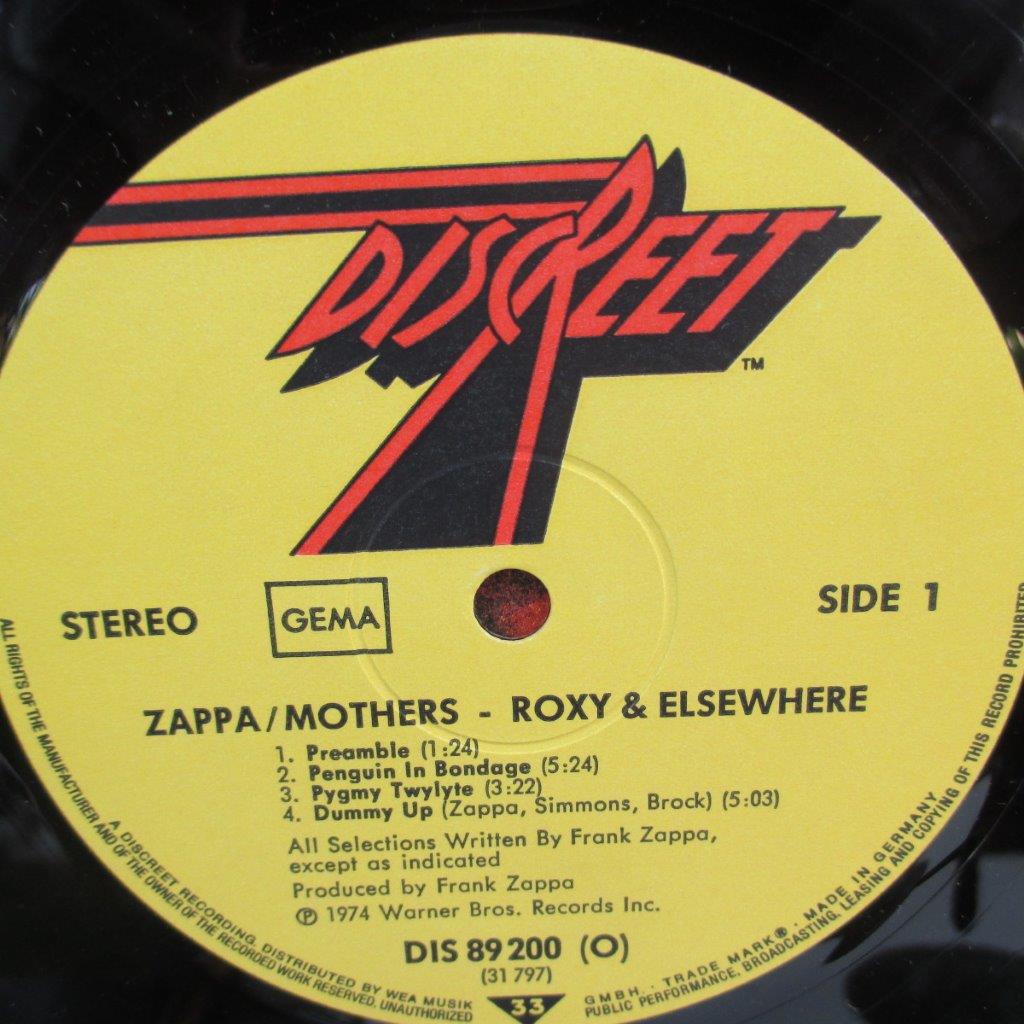 DISCREET
TM
STEREO
GEMA
SIDE 1
ZAPPA/MOTHERS - ROXY & ELSEWHERE
1. Preamble (1:24)
2. Penguin In Bondage (5:24)
3. Pygmy Twylyte (3:22)
4. Dummy Up (Zappa, Simmons, Brock) (5:03)
All Selections Written By Frank Zappa,
except as indicated
Produced by Frank Zappa
℗ 1974 Warner Bros. Records Inc.
DIS 89 200 (O)
(31 797)
33
A DISCREET RECORDING. DISTRIBUTED BY WEA MUSIK GMBH. · TRADE MARK® · MADE IN GERMANY
ALL RIGHTS OF THE MANUFACTURER AND OF THE OWNER OF THE RECORDED WORK RESERVED. UNAUTHORIZED PUBLIC PERFORMANCE, BROADCASTING, LEASING AND COPYING OF THIS RECORD PROHIBITED